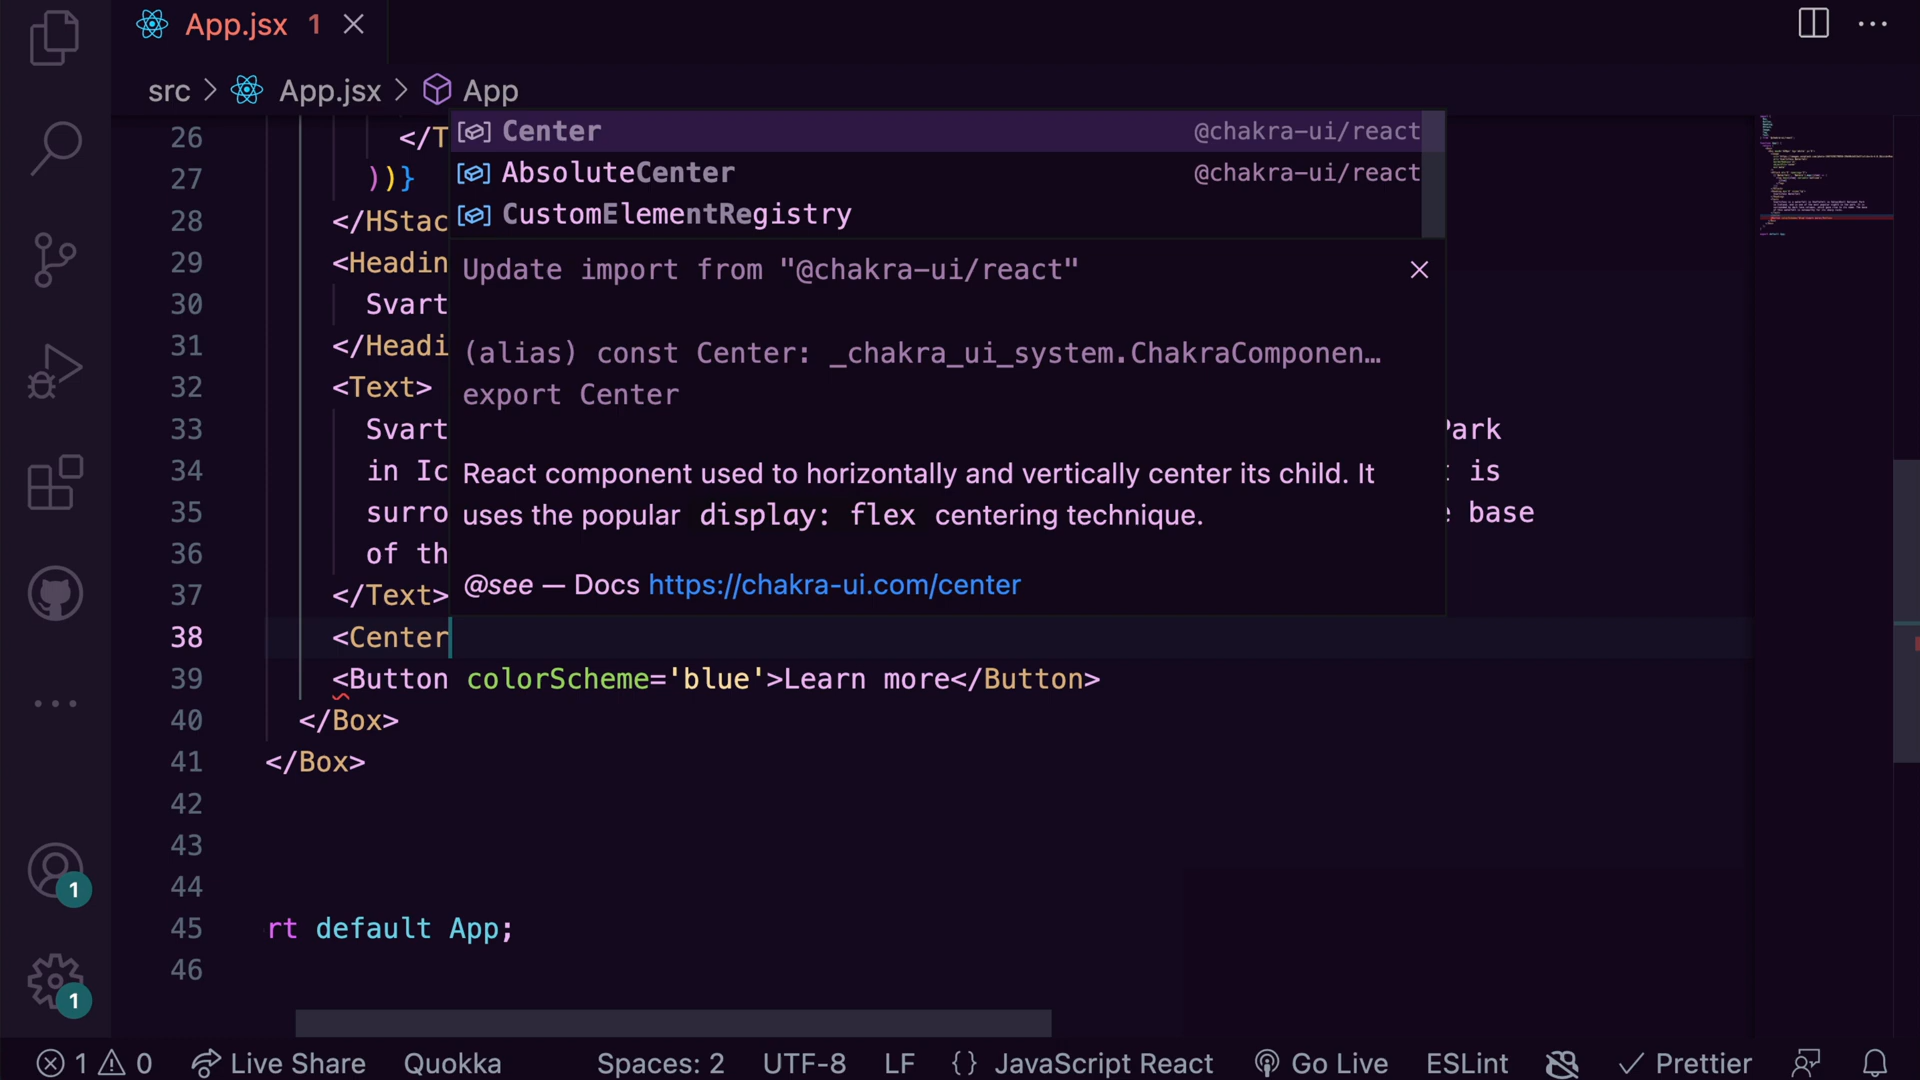 App.jsx 1
src > App.jsx > App
26 </T
27 ))}
28 </HStac
29 <Headin
30 Svart
31 </Headi
32 <Text>
33 Svart Park
34 in Ic t is
35 surro e base
36 of th
37 </Text>
38 <Center
39 <Button colorScheme='blue'>Learn more</Button>
40 </Box>
41 </Box>
42
43
44
45 rt default App;
46
Center @chakra-ui/react
AbsoluteCenter @chakra-ui/react
CustomElementRegistry
Update import from "@chakra-ui/react"
(alias) const Center: _chakra_ui_system.ChakraComponen…
export Center
React component used to horizontally and vertically center its child. It
uses the popular display: flex centering technique.
@see — Docs https://chakra-ui.com/center
1
1
1 0 Live Share Quokka Spaces: 2 UTF-8 LF {} JavaScript React Go Live ESLint Prettier